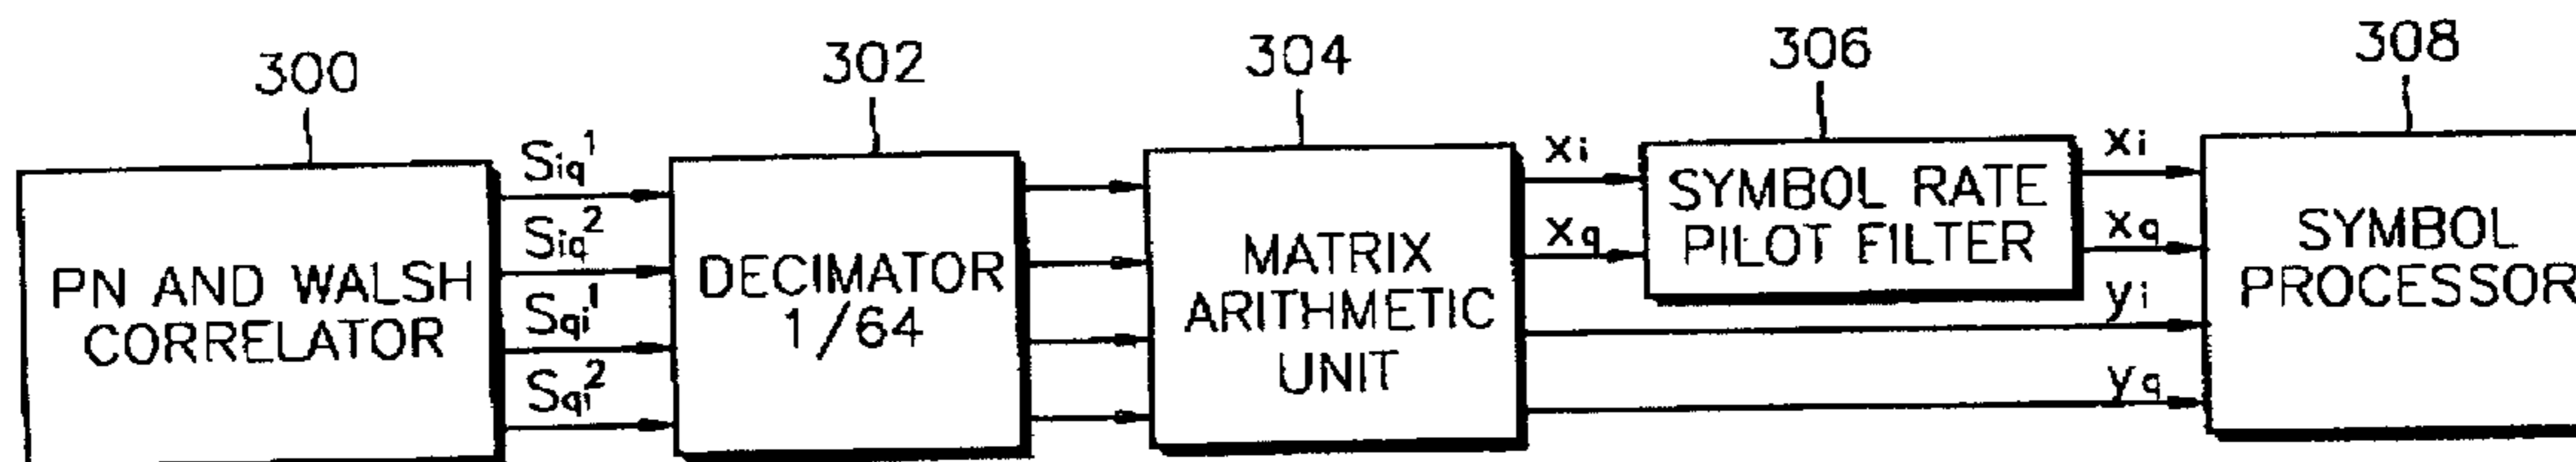 300
302
304
306
308
PN AND WALSH
CORRELATOR
Siq¹
Siq²
Sqi¹
Sqi²
DECIMATOR
1/64
MATRIX
ARITHMETIC
UNIT
xi
xq
SYMBOL RATE
PILOT FILTER
xi
xq
yi
yq
SYMBOL
PROCESSOR